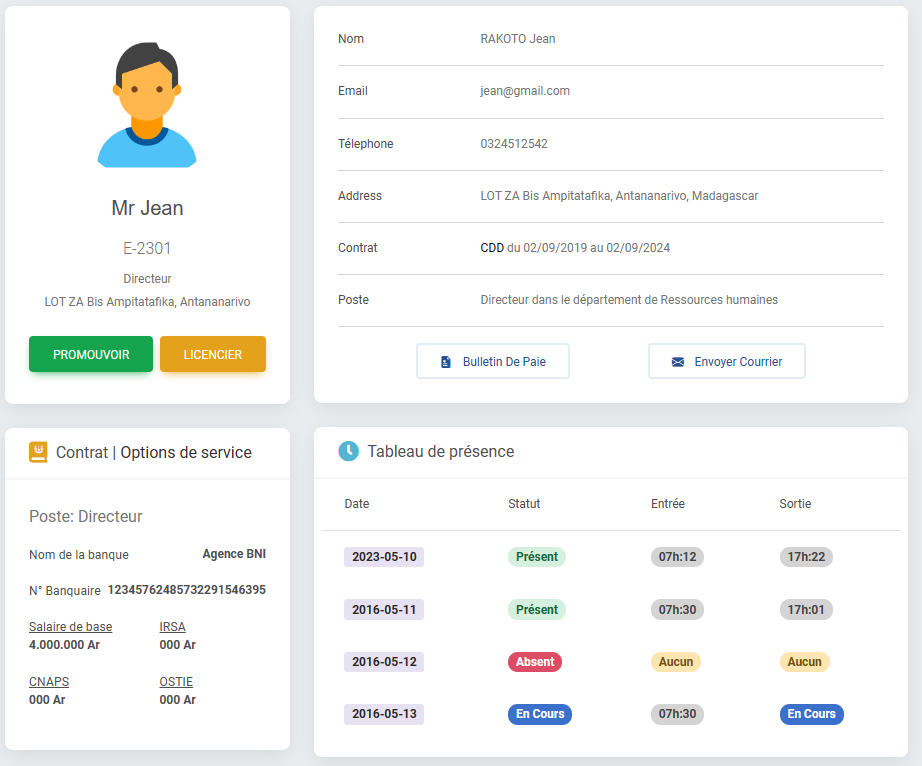 Mr Jean
E-2301
Directeur
LOT ZA Bis Ampitatafika, Antananarivo
PROMOUVOIR LICENCIER
Nom RAKOTO Jean
Email jean@gmail.com
Télephone 0324512542
Address LOT ZA Bis Ampitatafika, Antananarivo, Madagascar
Contrat CDD du 02/09/2019 au 02/09/2024
Poste Directeur dans le département de Ressources humaines
Bulletin De Paie Envoyer Courrier
Contrat | Options de service
Poste: Directeur
Nom de la banque Agence BNI
N° Banquaire 12345762485732291546395
Salaire de base IRSA
4.000.000 Ar 000 Ar
CNAPS OSTIE
000 Ar 000 Ar
Tableau de présence
Date Statut Entrée Sortie
2023-05-10 Présent 07h:12 17h:22
2016-05-11 Présent 07h:30 17h:01
2016-05-12 Absent Aucun Aucun
2016-05-13 En Cours 07h:30 En Cours